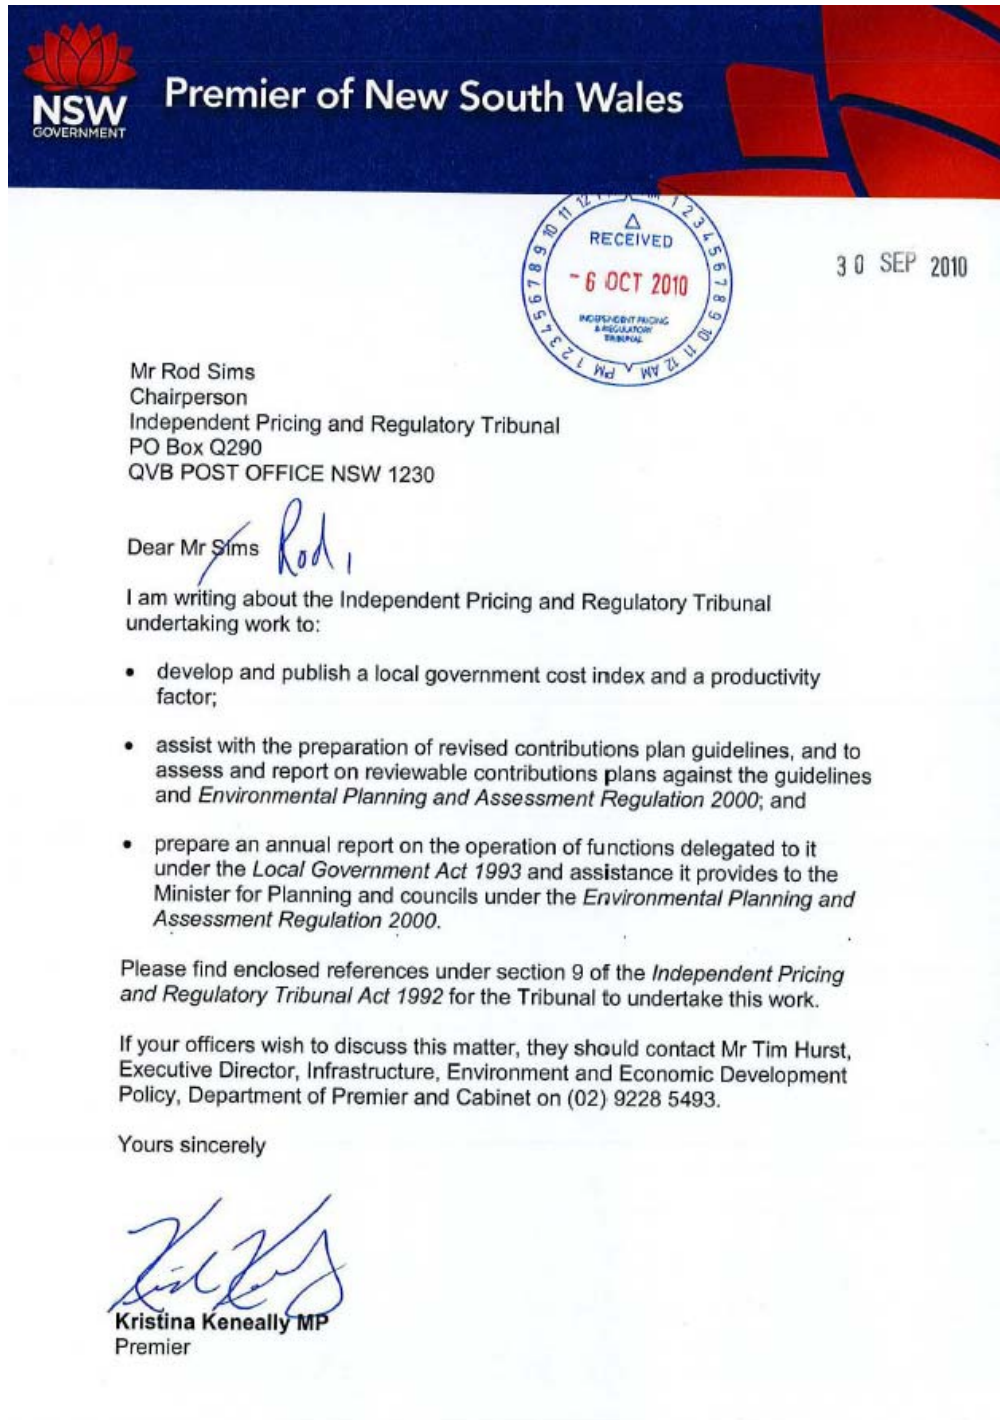 NSW
GOVERNMENT
Premier of New South Wales
RECEIVED
- 6 OCT 2010
INDEPENDENT PRICING
& REGULATORY
TRIBUNAL
30 SEP 2010
Mr Rod Sims
Chairperson
Independent Pricing and Regulatory Tribunal
PO Box Q290
QVB POST OFFICE NSW 1230
Dear Mr Sims Rod,
I am writing about the Independent Pricing and Regulatory Tribunal
undertaking work to:
• develop and publish a local government cost index and a productivity
factor;
• assist with the preparation of revised contributions plan guidelines, and to
assess and report on reviewable contributions plans against the guidelines
and Environmental Planning and Assessment Regulation 2000; and
• prepare an annual report on the operation of functions delegated to it
under the Local Government Act 1993 and assistance it provides to the
Minister for Planning and councils under the Environmental Planning and
Assessment Regulation 2000.
Please find enclosed references under section 9 of the Independent Pricing
and Regulatory Tribunal Act 1992 for the Tribunal to undertake this work.
If your officers wish to discuss this matter, they should contact Mr Tim Hurst,
Executive Director, Infrastructure, Environment and Economic Development
Policy, Department of Premier and Cabinet on (02) 9228 5493.
Yours sincerely
Kristina Keneally MP
Premier